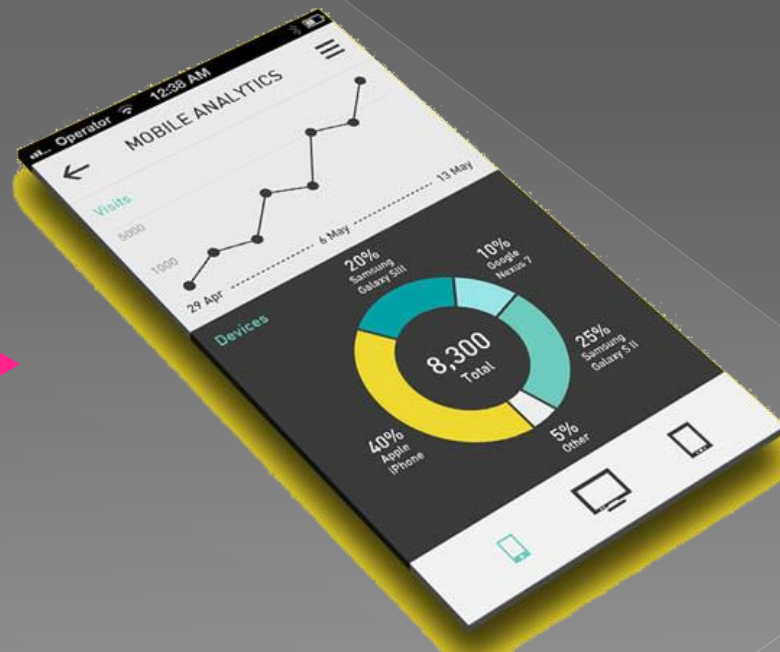 Operator 12:38 AM
MOBILE ANALYTICS
Visits
5000
1000
29 Apr
6 May
13 May
Devices
20%
Samsung
Galaxy SIII
10%
Google
Nexus 7
25%
Samsung
Galaxy S II
5%
Other
40%
Apple
iPhone
8,300
Total